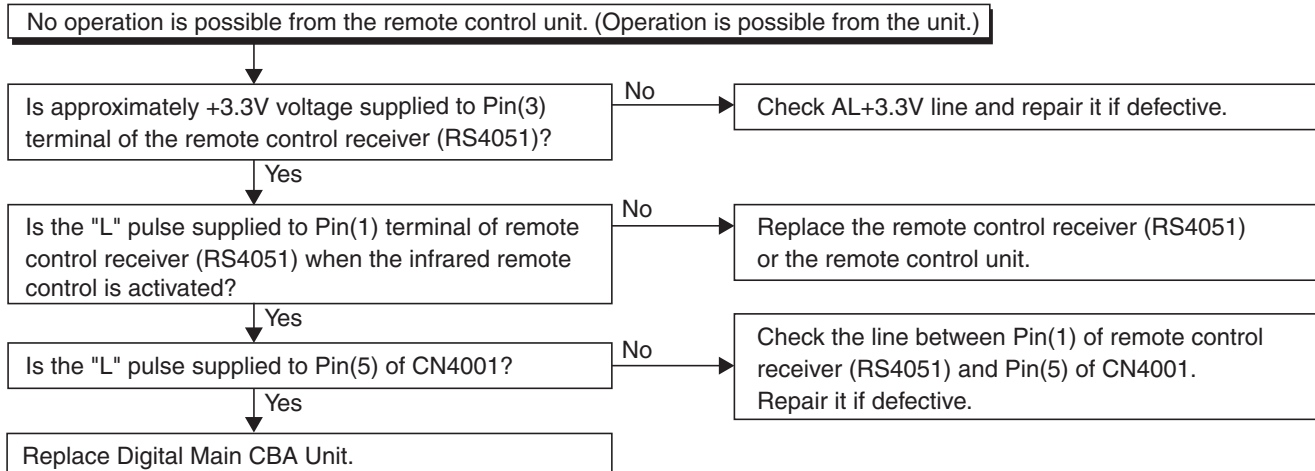 No operation is possible from the remote control unit. (Operation is possible from the unit.)
Is approximately +3.3V voltage supplied to Pin(3)
terminal of the remote control receiver (RS4051)?
No
Check AL+3.3V line and repair it if defective.
Yes
Is the "L" pulse supplied to Pin(1) terminal of remote
control receiver (RS4051) when the infrared remote
control is activated?
No
Replace the remote control receiver (RS4051)
or the remote control unit.
Yes
Is the "L" pulse supplied to Pin(5) of CN4001?
No
Check the line between Pin(1) of remote control
receiver (RS4051) and Pin(5) of CN4001.
Repair it if defective.
Yes
Replace Digital Main CBA Unit.